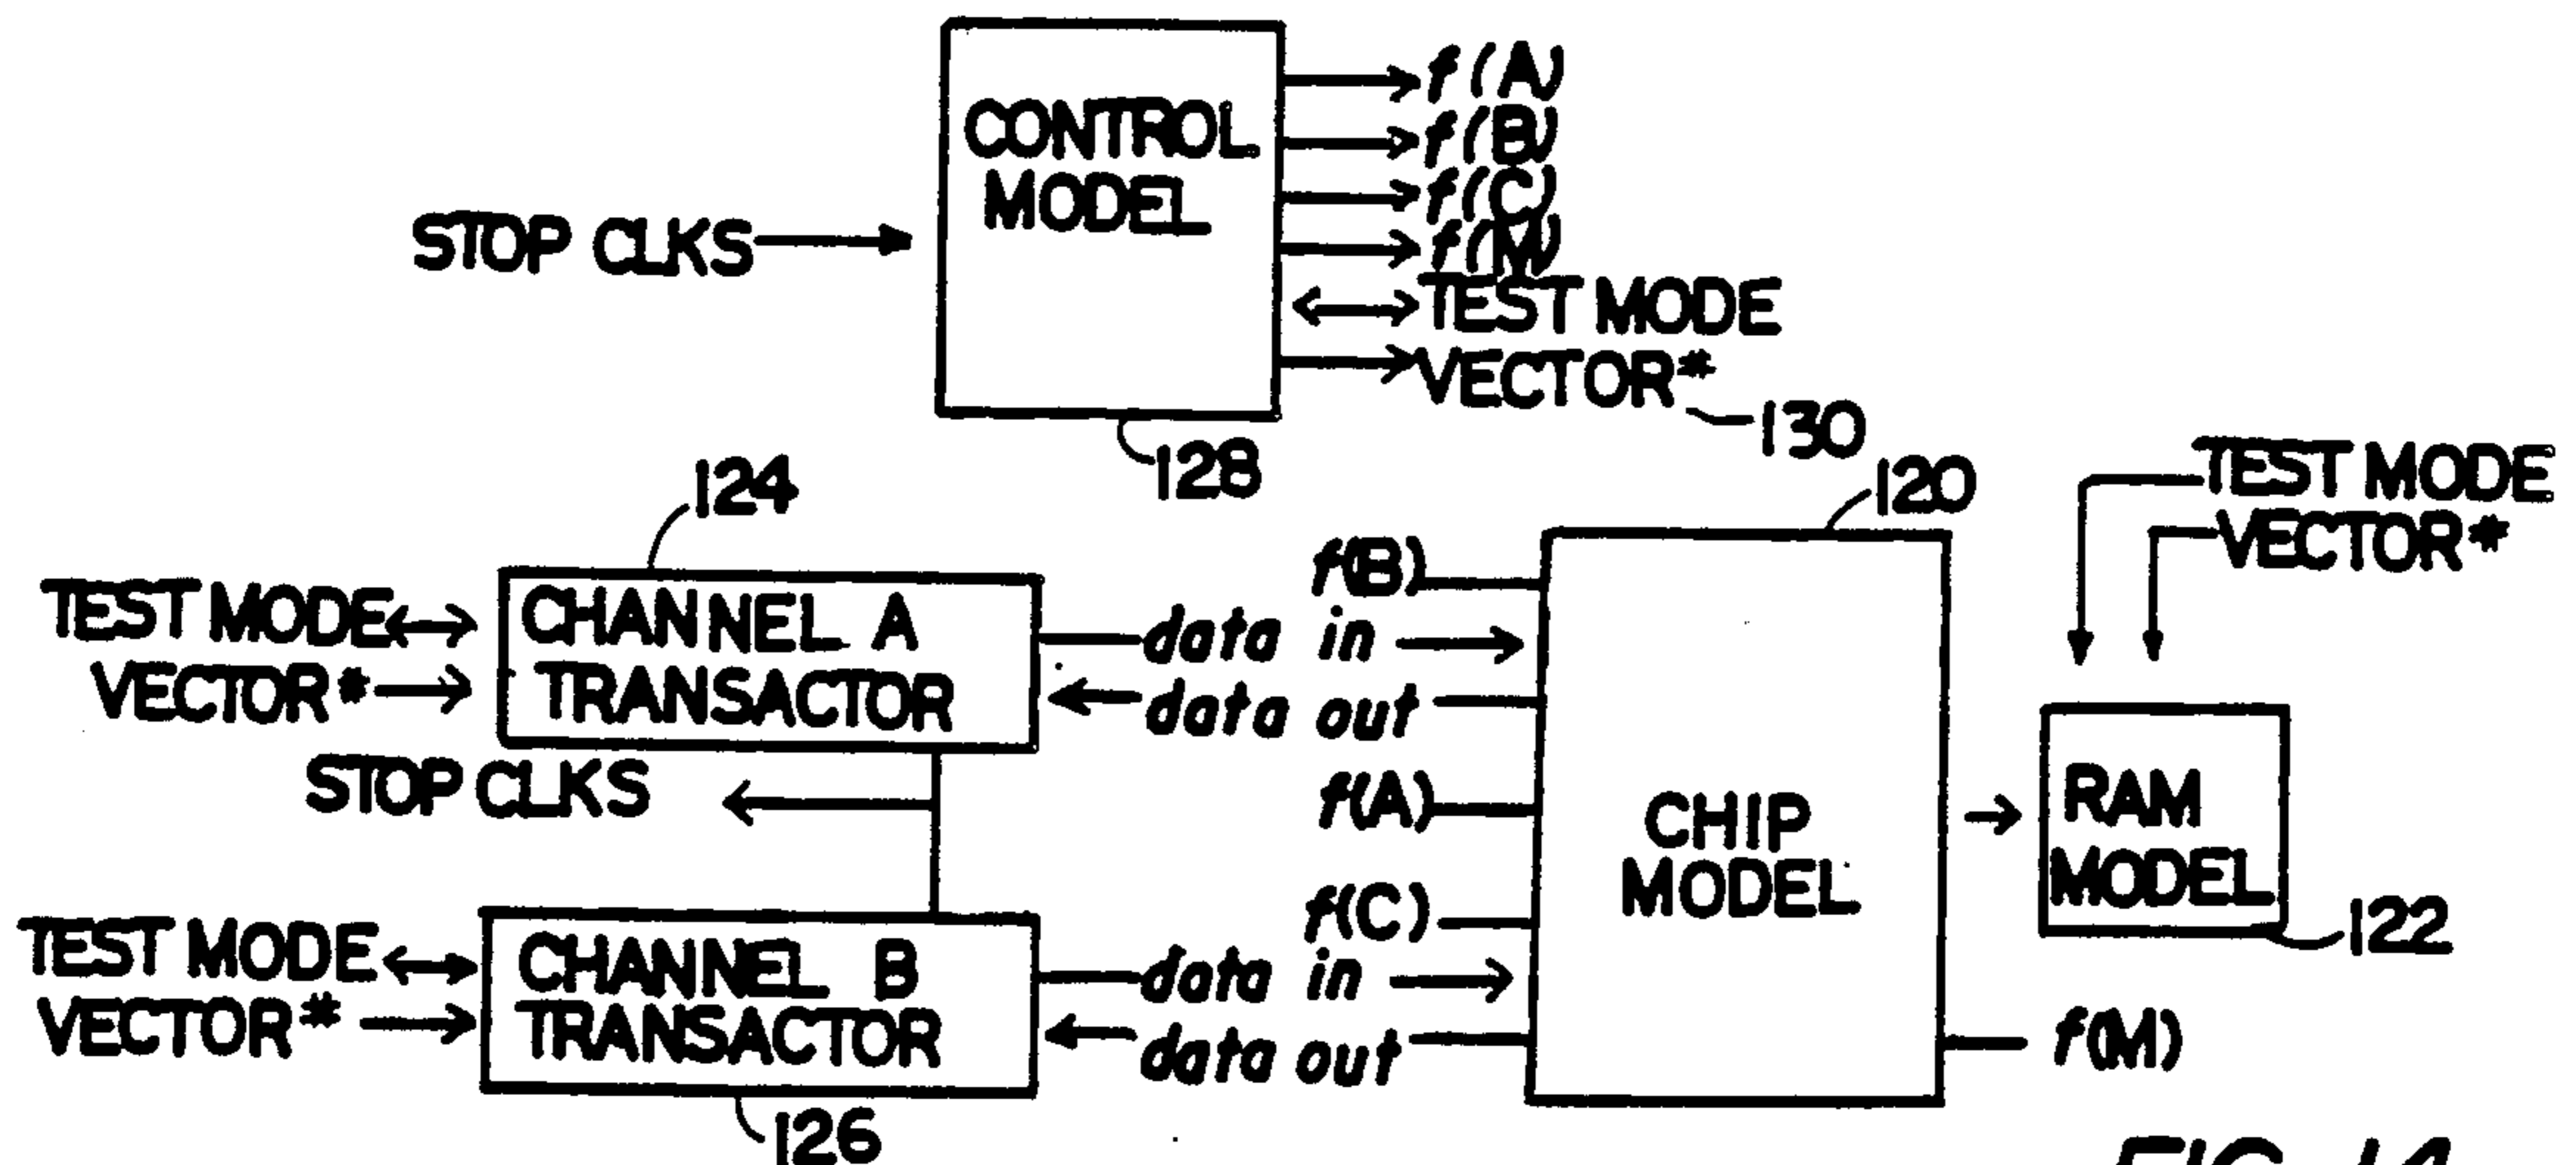 CONTROL
MODEL
f(A)
f(B)
f(C)
f(M)
TEST MODE
VECTOR*
130
STOP CLKS
128
124
120
TEST MODE
VECTOR*
TEST MODE
VECTOR*
CHANNEL A
TRANSACTOR
f(B)
data in
data out
STOP CLKS
f(A)
CHIP
MODEL
RAM
MODEL
122
f(C)
TEST MODE
VECTOR*
CHANNEL B
TRANSACTOR
data in
data out
f(M)
126